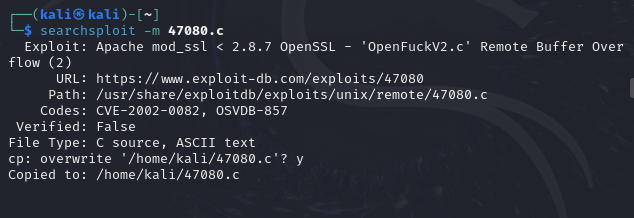 ┌──(kali㉿kali)-[~]
└─$ searchsploit -m 47080.c
  Exploit: Apache mod_ssl < 2.8.7 OpenSSL - 'OpenFuckV2.c' Remote Buffer Over
flow (2)
      URL: https://www.exploit-db.com/exploits/47080
     Path: /usr/share/exploitdb/exploits/unix/remote/47080.c
    Codes: CVE-2002-0082, OSVDB-857
 Verified: False
File Type: C source, ASCII text
cp: overwrite '/home/kali/47080.c'? y
Copied to: /home/kali/47080.c